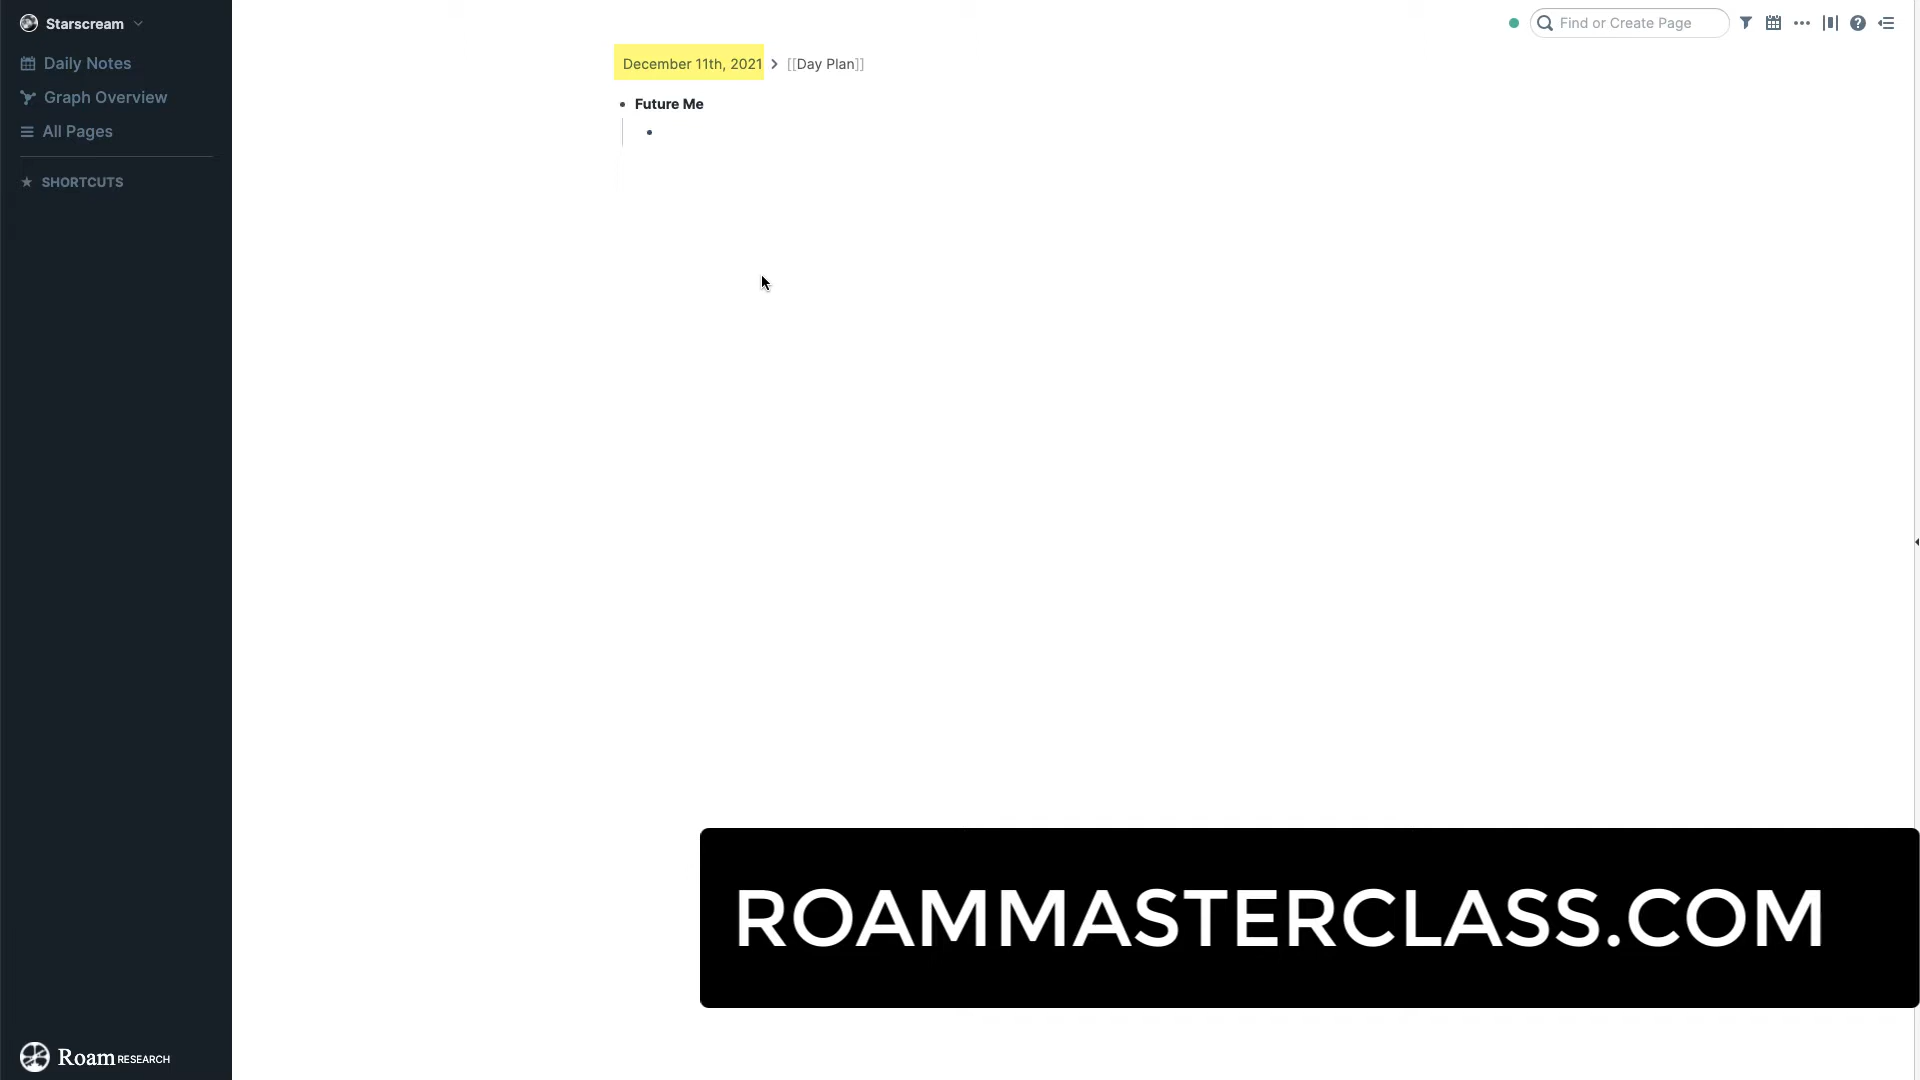 Starscream
Find or Create Page
Daily Notes
Graph Overview
All Pages
SHORTCUTS
December 11th, 2021 > [[Day Plan]]
Future Me
ROAMMASTERCLASS.COM
Roam RESEARCH